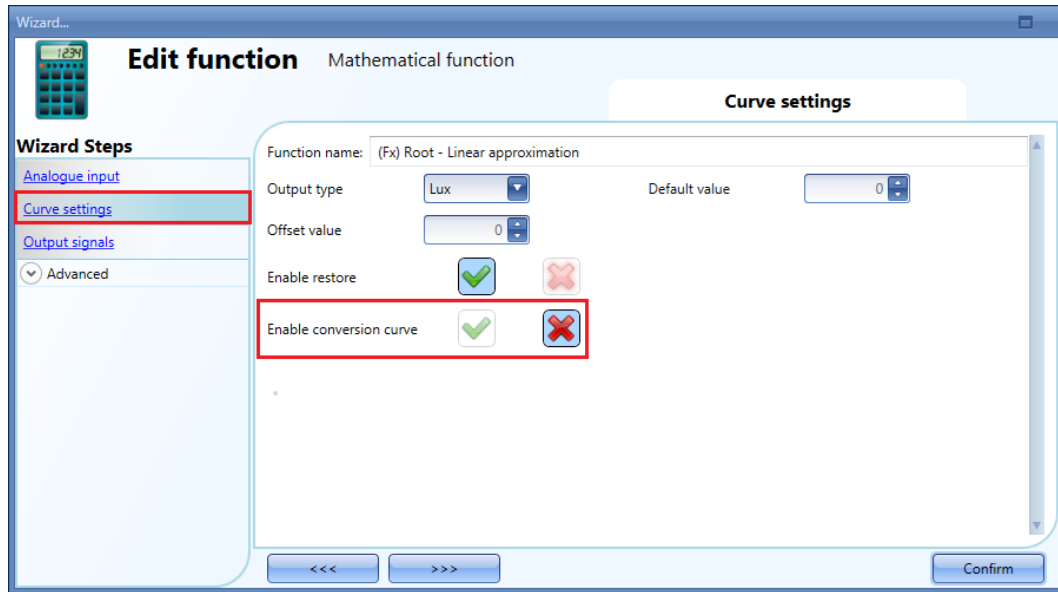 Wizard...
1234
Edit function Mathematical function
Curve settings
Wizard Steps
Analogue input
Curve settings
Output signals
Advanced
Function name: (Fx) Root - Linear approximation
Output type Lux Default value 0
Offset value 0
Enable restore
Enable conversion curve
<<< >>> Confirm